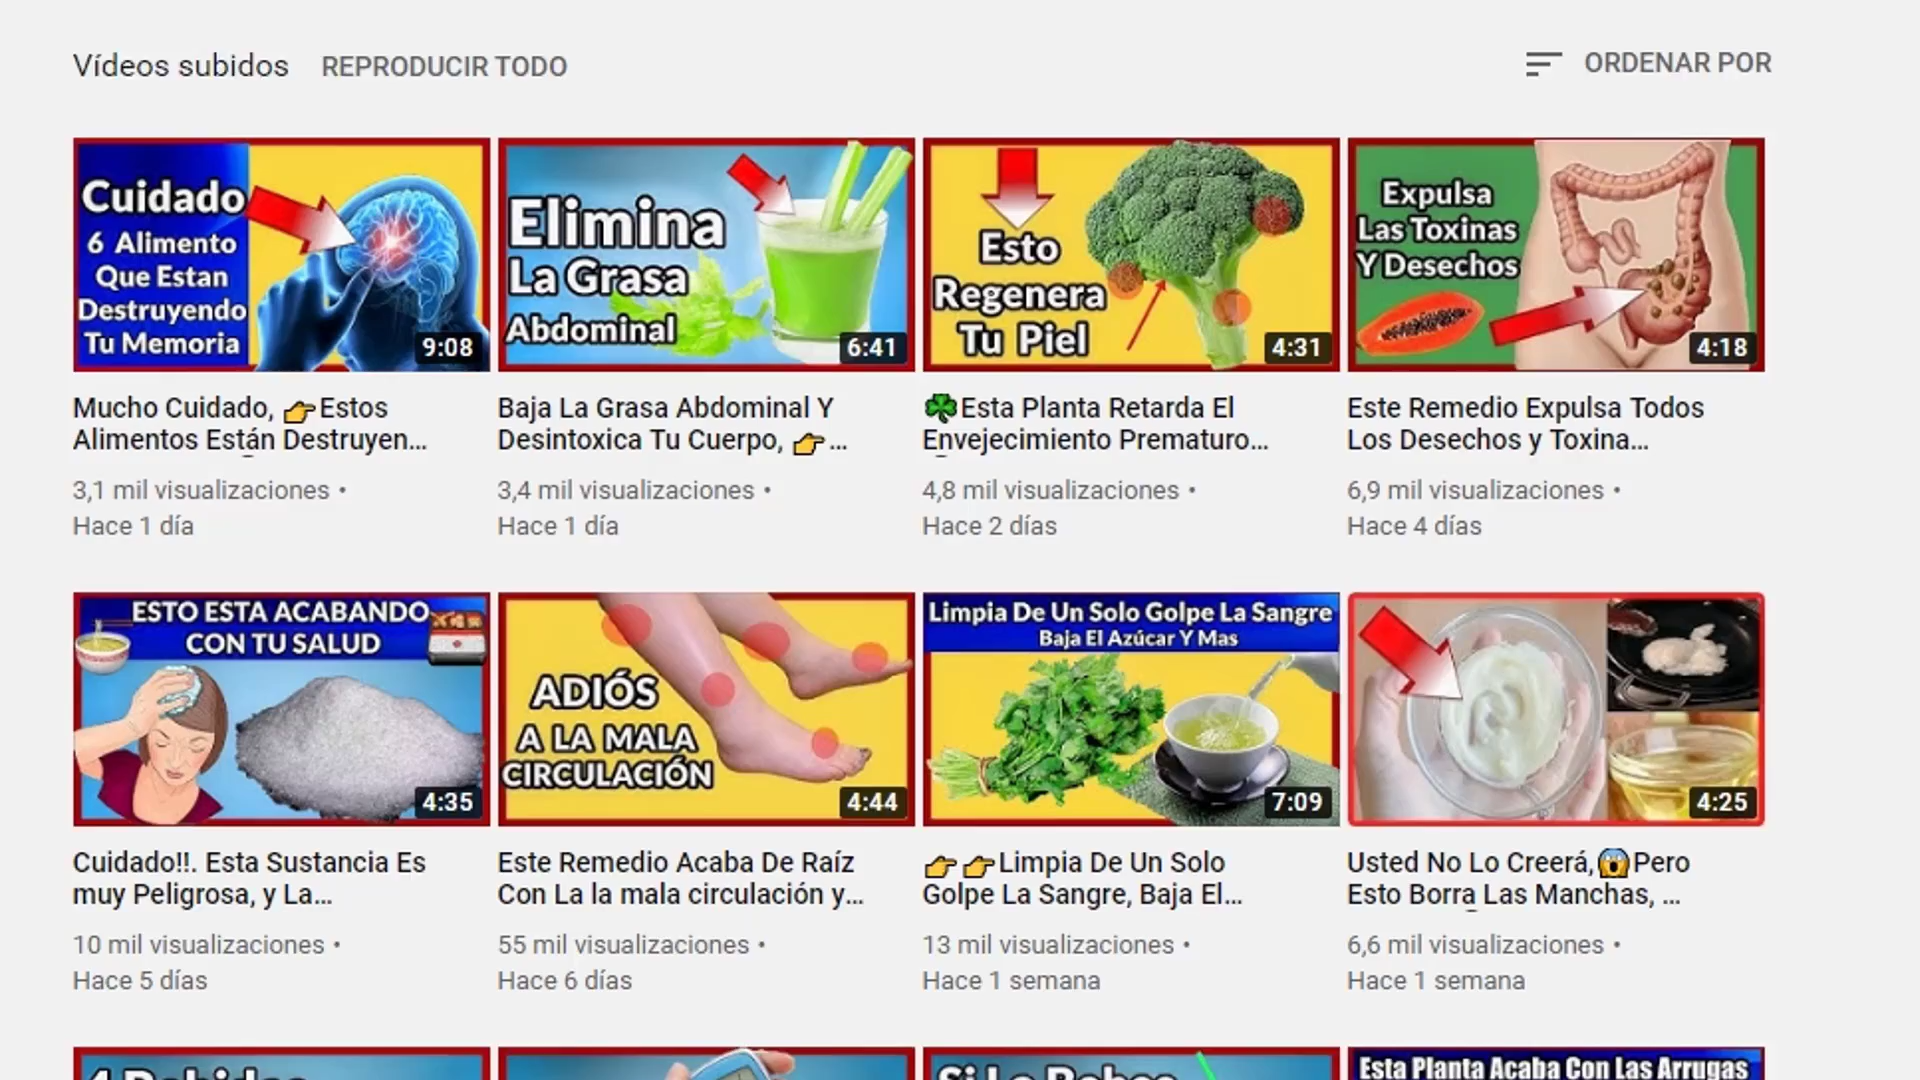 Vídeos subidos REPRODUCIR TODO
ORDENAR POR
Cuidado
6 Alimento
Que Estan
Destruyendo
Tu Memoria
9:08
Elimina
La Grasa
Abdominal
6:41
Esto
Regenera
Tu Piel
4:31
Expulsa
Las Toxinas
Y Desechos
4:18
Mucho Cuidado, 👉Estos
Alimentos Están Destruyen...
3,1 mil visualizaciones •
Hace 1 día
Baja La Grasa Abdominal Y
Desintoxica Tu Cuerpo, 👉...
3,4 mil visualizaciones •
Hace 1 día
☘️Esta Planta Retarda El
Envejecimiento Prematuro...
4,8 mil visualizaciones •
Hace 2 días
Este Remedio Expulsa Todos
Los Desechos y Toxina...
6,9 mil visualizaciones •
Hace 4 días
ESTO ESTA ACABANDO
CON TU SALUD
4:35
ADIÓS
A LA MALA
CIRCULACIÓN
4:44
Limpia De Un Solo Golpe La Sangre
Baja El Azúcar Y Mas
7:09
4:25
Cuidado!!. Esta Sustancia Es
muy Peligrosa, y La...
10 mil visualizaciones •
Hace 5 días
Este Remedio Acaba De Raíz
Con La la mala circulación y...
55 mil visualizaciones •
Hace 6 días
👉👉Limpia De Un Solo
Golpe La Sangre, Baja El...
13 mil visualizaciones •
Hace 1 semana
Usted No Lo Creerá,😱Pero
Esto Borra Las Manchas, ...
6,6 mil visualizaciones •
Hace 1 semana
4 Bebidas
Si Lo Bebes
Esta Planta Acaba Con Las Arrugas